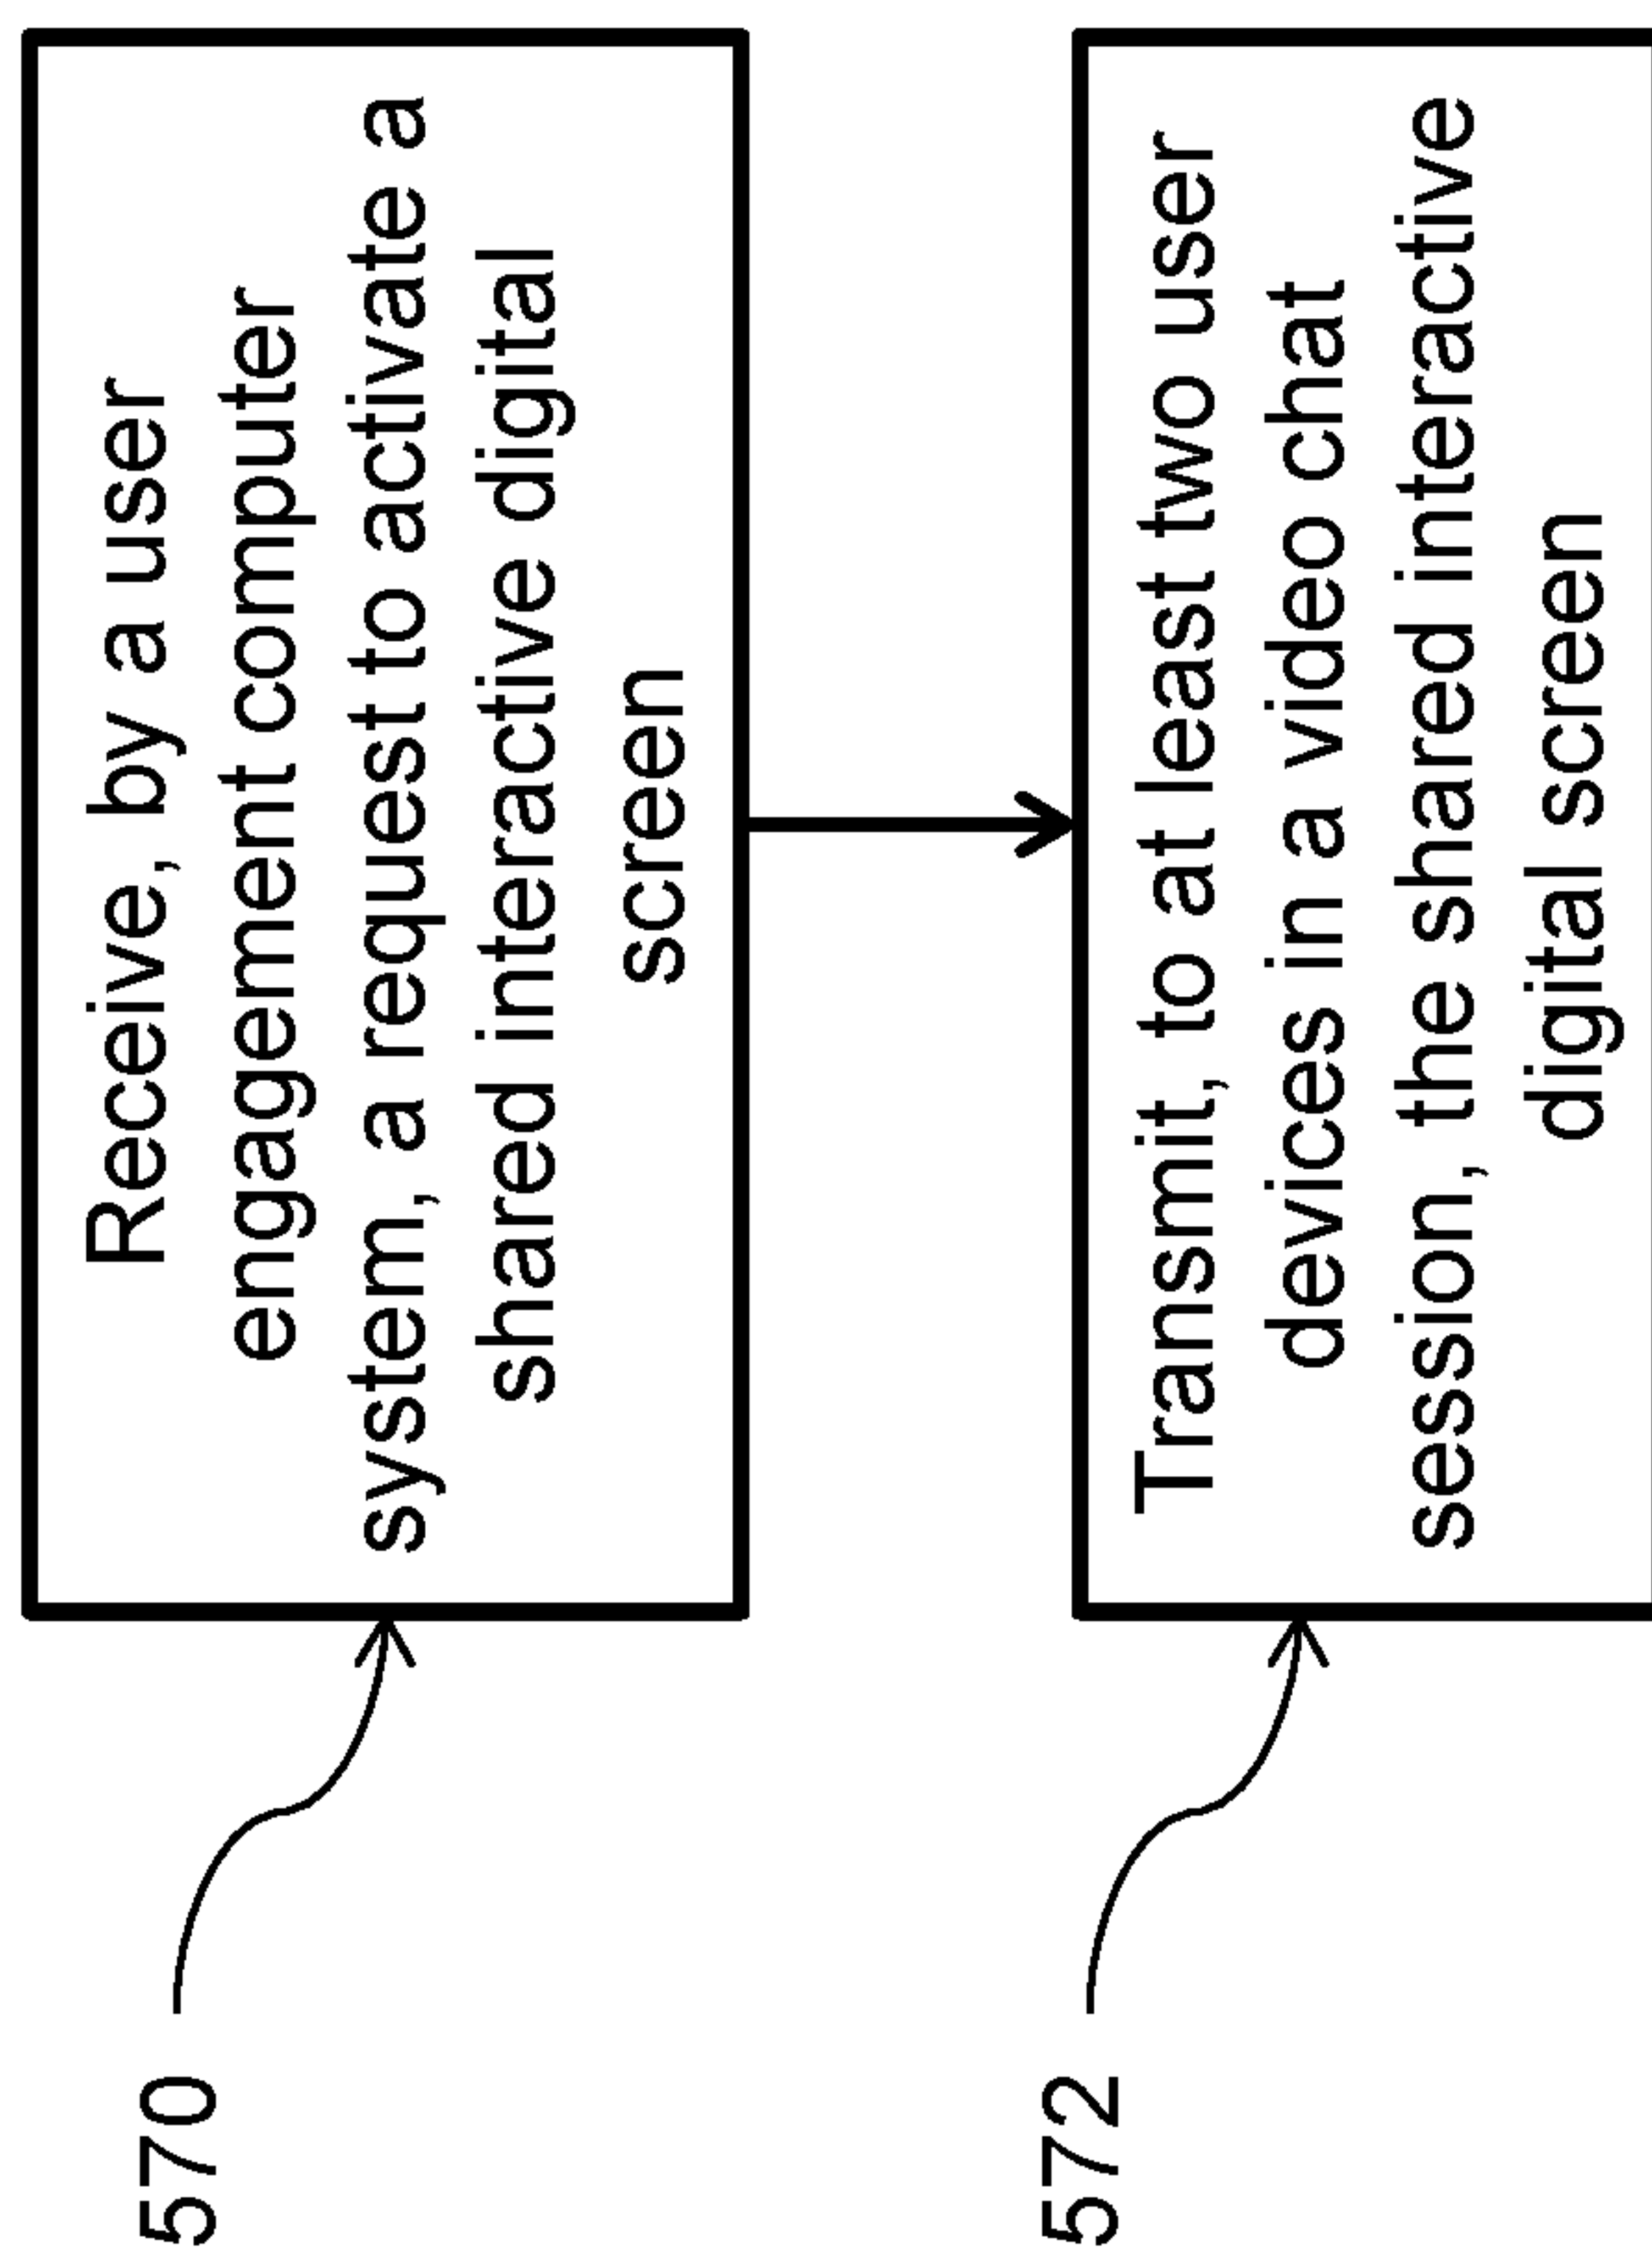 570
Receive, by a user
engagement computer
system, a request to activate a
shared interactive digital
screen
572
Transmit, to at least two user
devices in a video chat
session, the shared interactive
digital screen